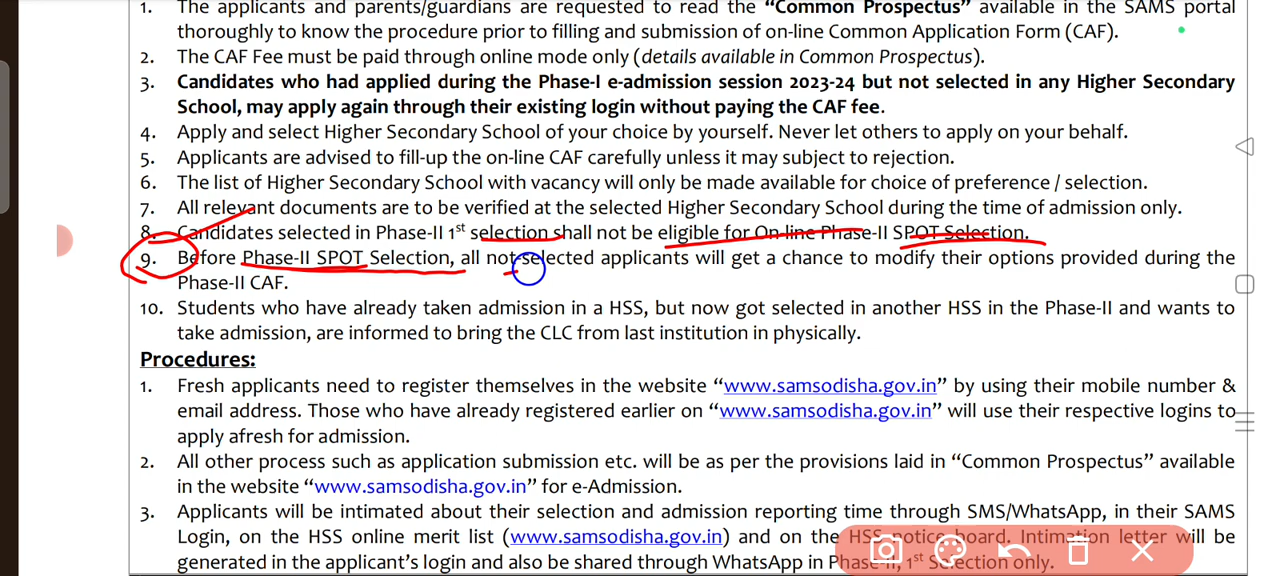 1. The applicants and parents/guardians are requested to read the “Common Prospectus” available in the SAMS portal
thoroughly to know the procedure prior to filling and submission of on-line Common Application Form (CAF).
2. The CAF Fee must be paid through online mode only (details available in Common Prospectus).
3. Candidates who had applied during the Phase-I e-admission session 2023-24 but not selected in any Higher Secondary
School, may apply again through their existing login without paying the CAF fee.
4. Apply and select Higher Secondary School of your choice by yourself. Never let others to apply on your behalf.
5. Applicants are advised to fill-up the on-line CAF carefully unless it may subject to rejection.
6. The list of Higher Secondary School with vacancy will only be made available for choice of preference / selection.
7. All relevant documents are to be verified at the selected Higher Secondary School during the time of admission only.
8. Candidates selected in Phase-II 1st selection shall not be eligible for On-line Phase-II SPOT Selection.
9. Before Phase-II SPOT Selection, all not selected applicants will get a chance to modify their options provided during the
Phase-II CAF.
10. Students who have already taken admission in a HSS, but now got selected in another HSS in the Phase-II and wants to
take admission, are informed to bring the CLC from last institution in physically.
Procedures:
1. Fresh applicants need to register themselves in the website “www.samsodisha.gov.in” by using their mobile number &
email address. Those who have already registered earlier on “www.samsodisha.gov.in” will use their respective logins to
apply afresh for admission.
2. All other process such as application submission etc. will be as per the provisions laid in “Common Prospectus” available
in the website “www.samsodisha.gov.in” for e-Admission.
3. Applicants will be intimated about their selection and admission reporting time through SMS/WhatsApp, in their SAMS
Login, on the HSS online merit list (www.samsodisha.gov.in) and on the HSS notice board. Intimation letter will be
generated in the applicant’s login and also be shared through WhatsApp in Phase-II, 1st Selection only.